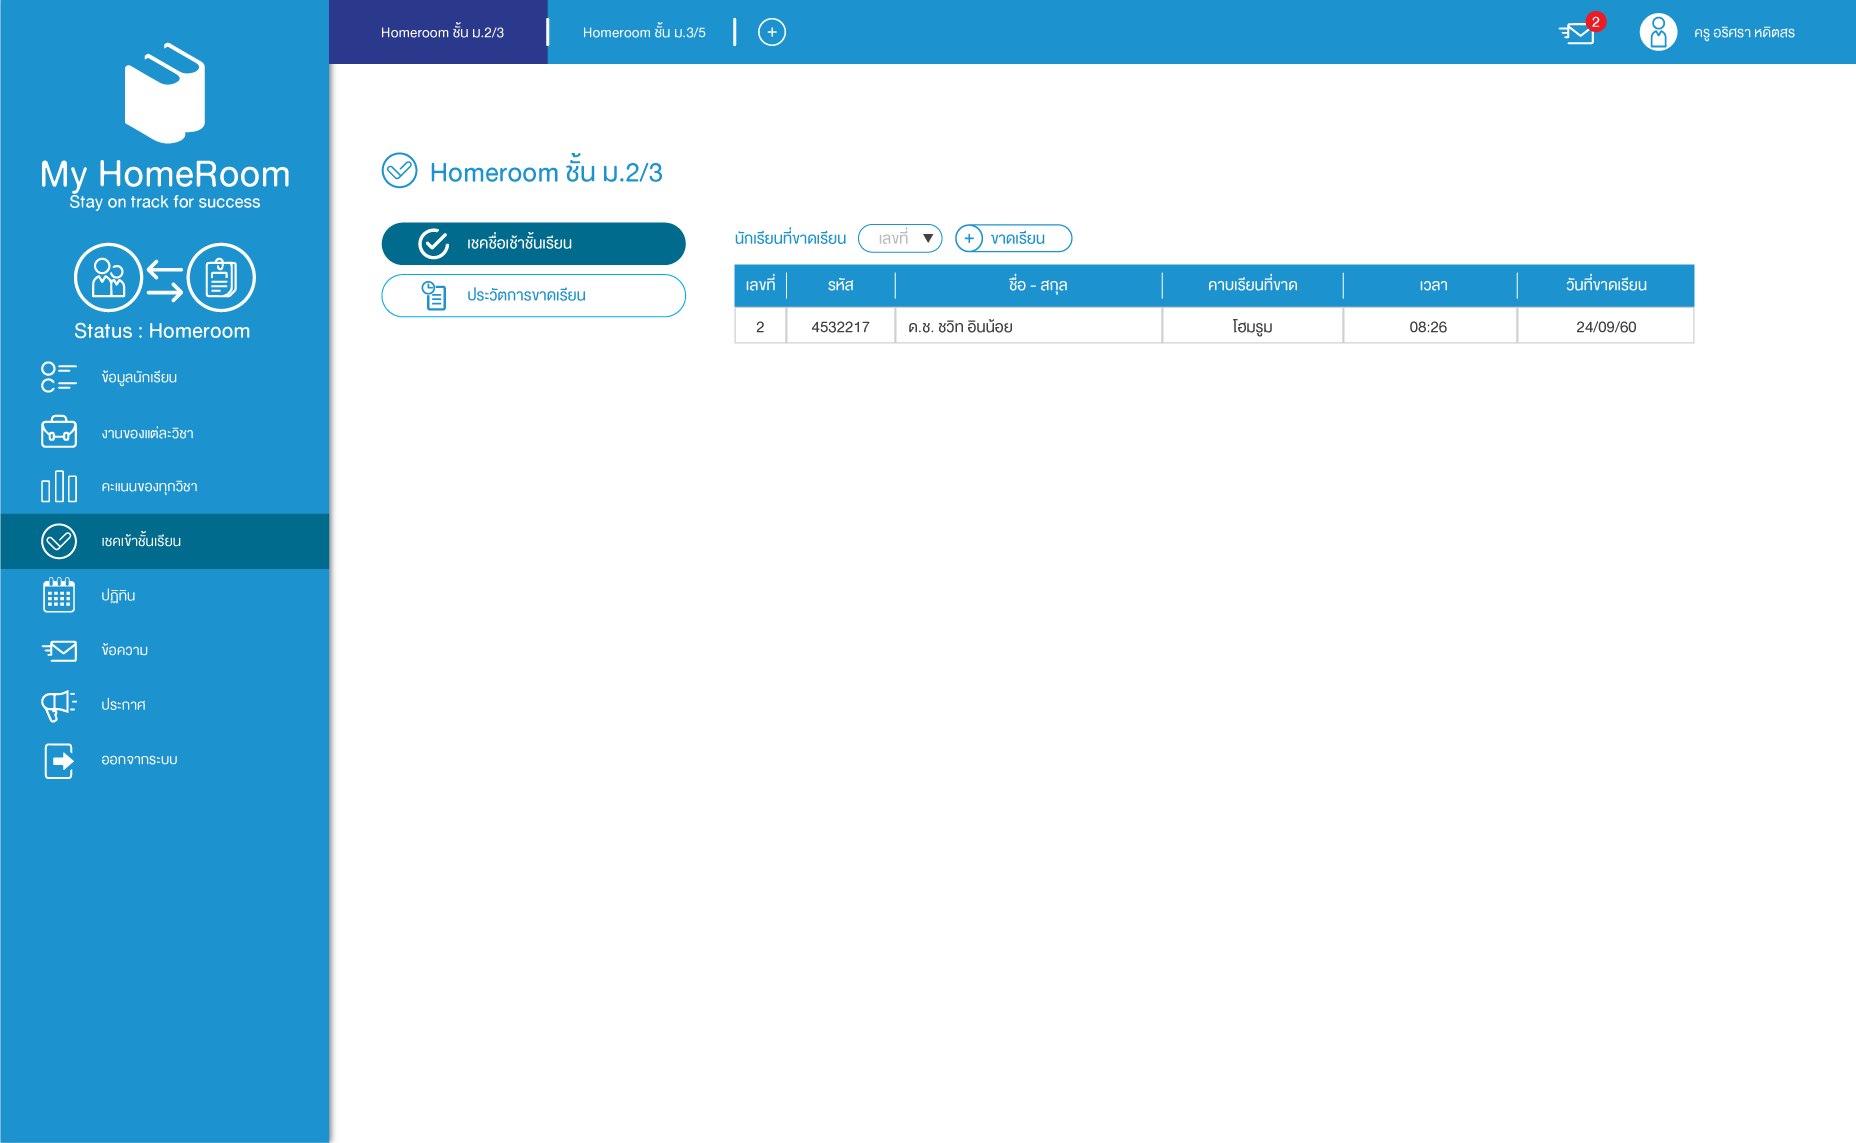 Homeroom ชั้น ม.2/3
Homeroom ชั้น ม.3/5
2
ครู อริศรา หดิตสร
My HomeRoom
Stay on track for success
Status : Homeroom
ข้อมูลนักเรียน
งานของแต่ละวิชา
คะแนนของทุกวิชา
เชคเข้าชั้นเรียน
ปฏิทิน
ข้อความ
ประกาศ
ออกจากระบบ
Homeroom ชั้น ม.2/3
เชคชื่อเช้าชั้นเรียน
ประวัตการขาดเรียน
นักเรียนที่ขาดเรียน เลขที่ ▼ + ขาดเรียน
เลขที่ รหัส ชื่อ - สกุล คาบเรียนที่ขาด เวลา วันที่ขาดเรียน
2 4532217 ด.ช. ชวิท อินน้อย โฮมรูม 08:26 24/09/60